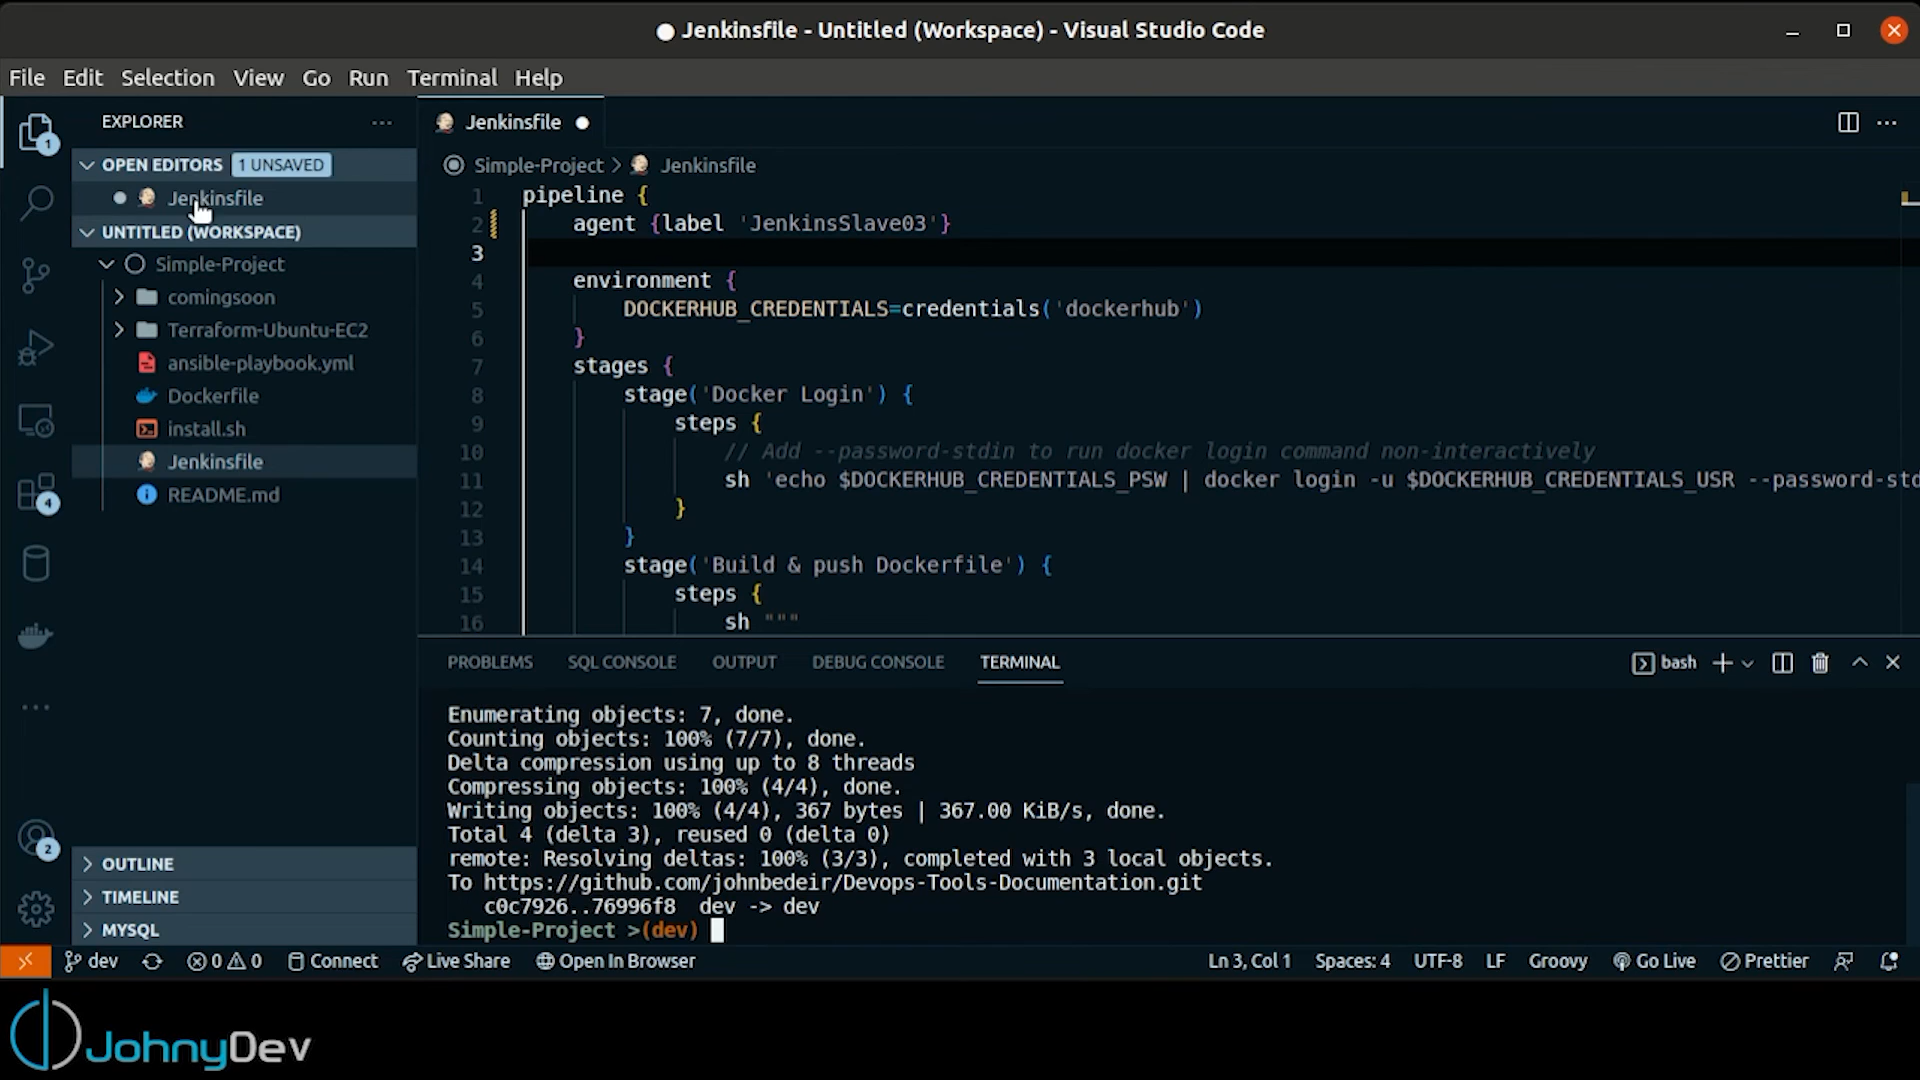 Jenkinsfile - Untitled (Workspace) - Visual Studio Code
File Edit Selection View Go Run Terminal Help
EXPLORER
OPEN EDITORS 1 UNSAVED
Jenkinsfile
UNTITLED (WORKSPACE)
Simple-Project
comingsoon
Terraform-Ubuntu-EC2
ansible-playbook.yml
Dockerfile
install.sh
Jenkinsfile
README.md
OUTLINE
TIMELINE
MYSQL
1
4
2
Jenkinsfile
Simple-Project > Jenkinsfile
1 pipeline {
2 agent {label 'JenkinsSlave03'}
3
4 environment {
5 DOCKERHUB_CREDENTIALS=credentials('dockerhub')
6 }
7 stages {
8 stage('Docker Login') {
9 steps {
10 // Add --password-stdin to run docker login command non-interactively
11 sh 'echo $DOCKERHUB_CREDENTIALS_PSW | docker login -u $DOCKERHUB_CREDENTIALS_USR --password-std
12 }
13 }
14 stage('Build & push Dockerfile') {
15 steps {
16 sh """
PROBLEMS SQL CONSOLE OUTPUT DEBUG CONSOLE TERMINAL bash
Enumerating objects: 7, done.
Counting objects: 100% (7/7), done.
Delta compression using up to 8 threads
Compressing objects: 100% (4/4), done.
Writing objects: 100% (4/4), 367 bytes | 367.00 KiB/s, done.
Total 4 (delta 3), reused 0 (delta 0)
remote: Resolving deltas: 100% (3/3), completed with 3 local objects.
To https://github.com/johnbedeir/Devops-Tools-Documentation.git
c0c7926..76996f8 dev -> dev
Simple-Project >(dev)
dev 0 0 Connect Live Share Open In Browser Ln 3, Col 1 Spaces: 4 UTF-8 LF Groovy Go Live Prettier
JohnyDev